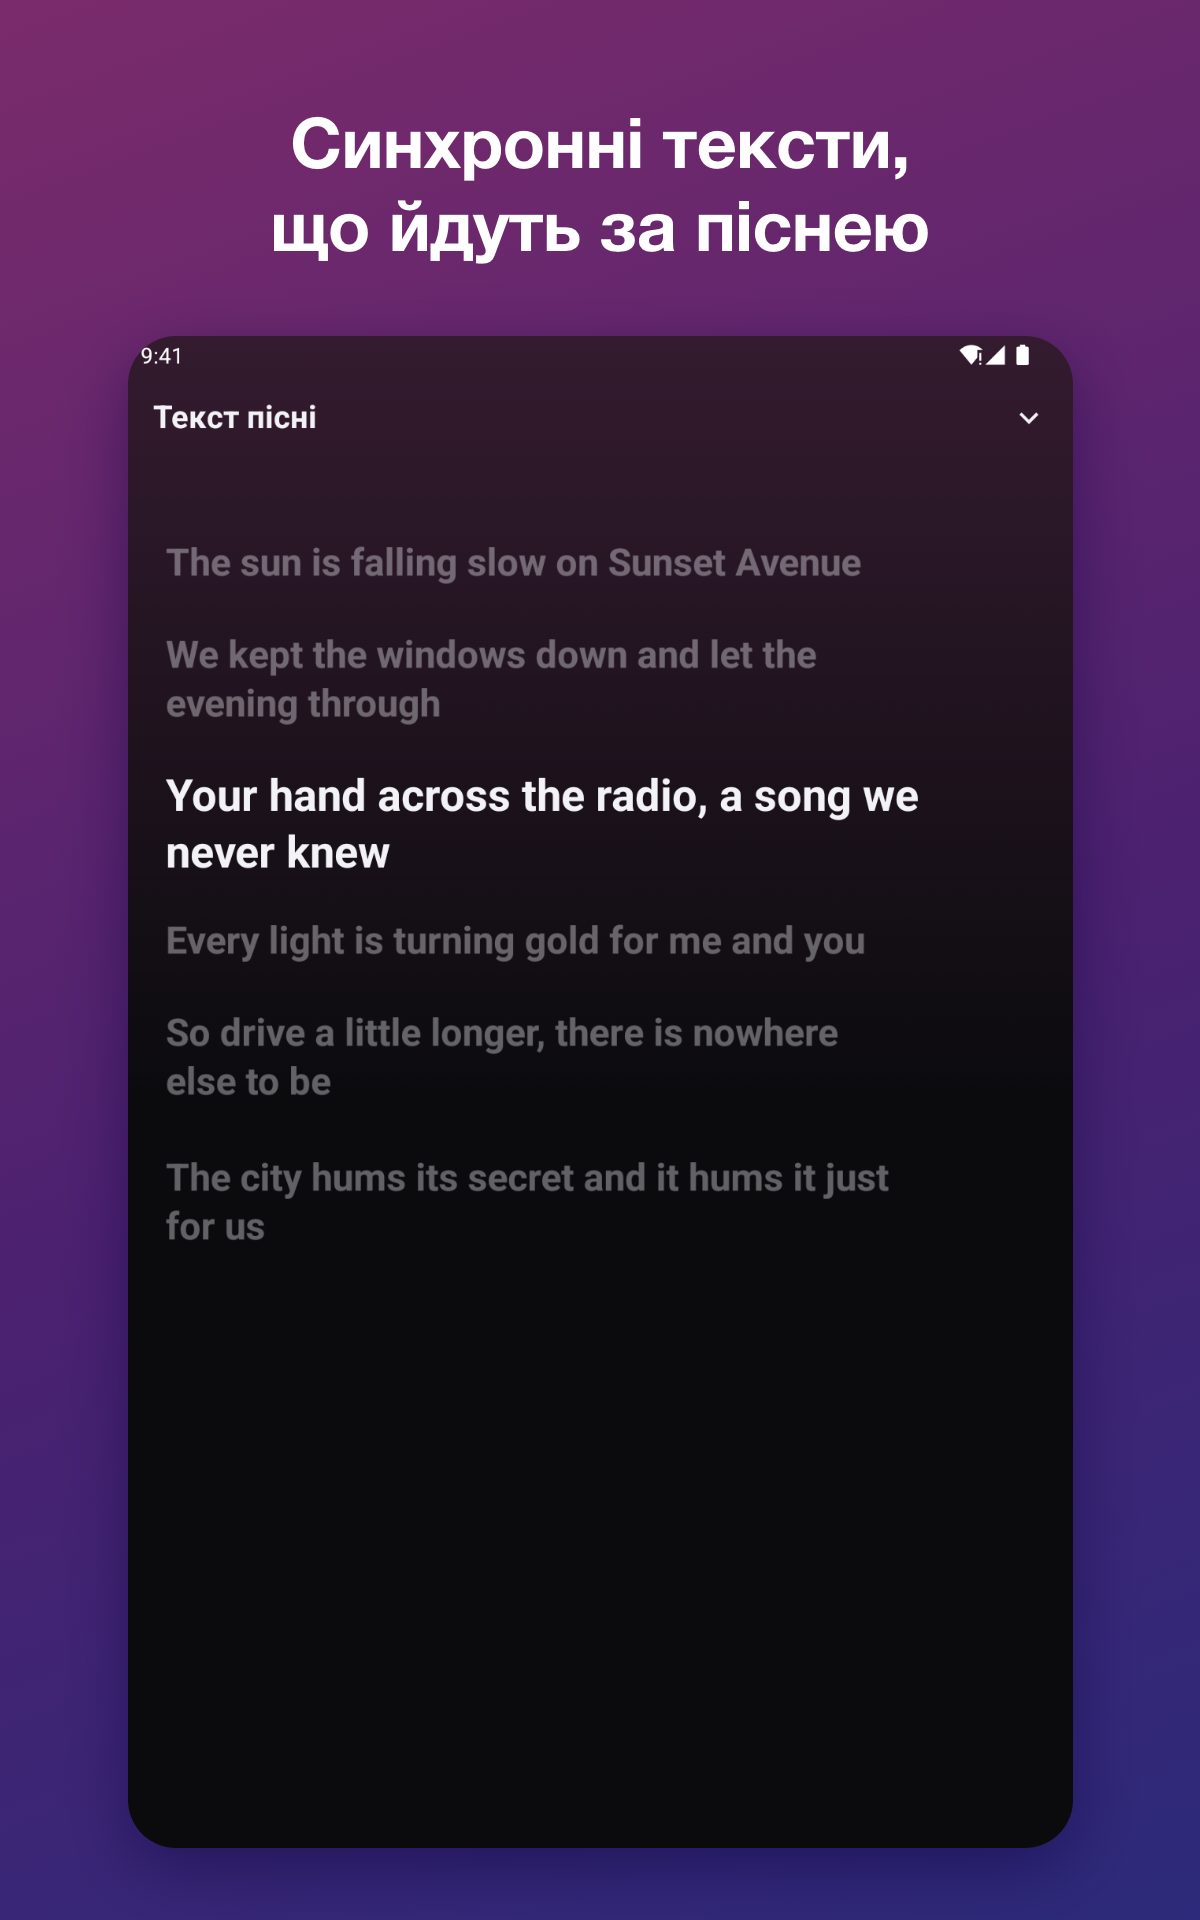 Синхронні тексти,
що йдуть за піснею
9:41
Текст пісні
The sun is falling slow on Sunset Avenue
We kept the windows down and let the
evening through
Your hand across the radio, a song we
never knew
Every light is turning gold for me and you
So drive a little longer, there is nowhere
else to be
The city hums its secret and it hums it just
for us